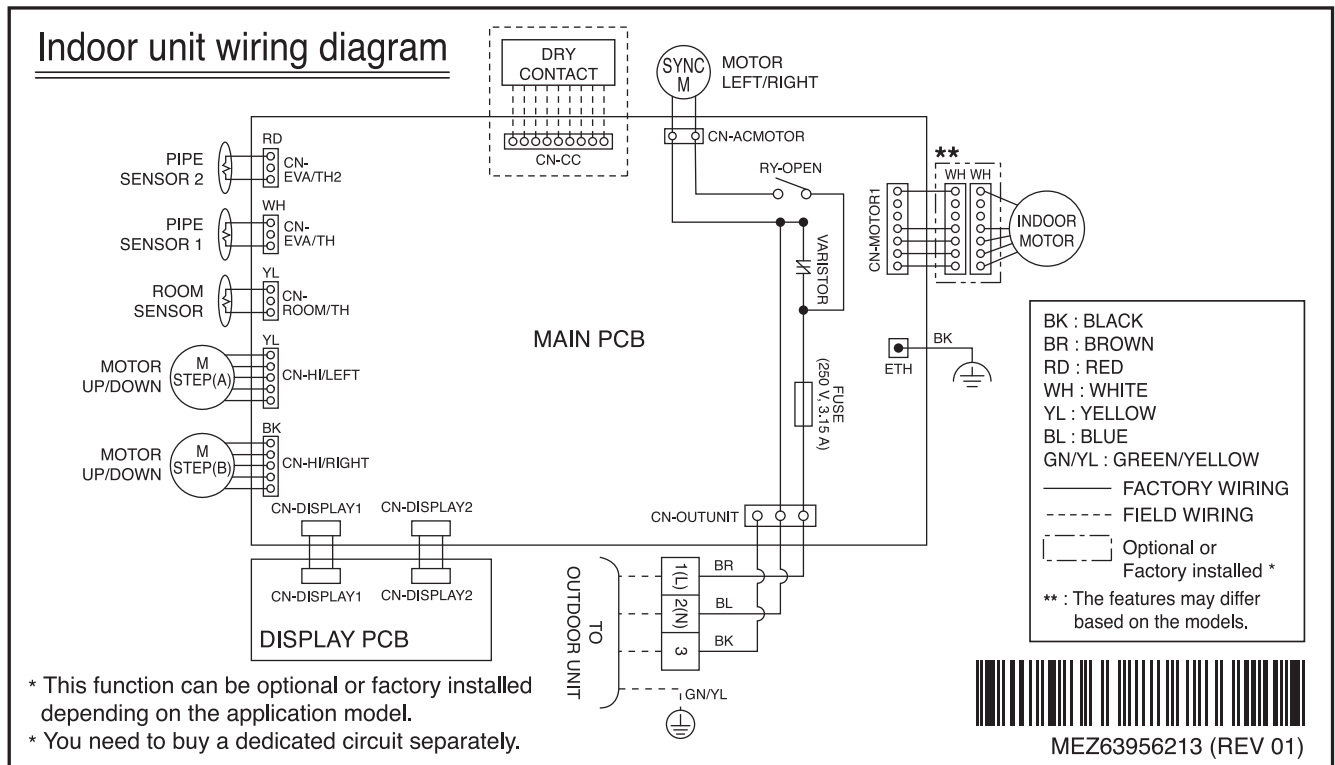 Indoor unit wiring diagram
DRY
CONTACT
CN-CC
SYNC
M
MOTOR
LEFT/RIGHT
CN-ACMOTOR
RY-OPEN
VARISTOR
FUSE
(250 V, 3.15 A)
MAIN PCB
PIPE
SENSOR 2
RD
CN-
EVA/TH2
PIPE
SENSOR 1
WH
CN-
EVA/TH
ROOM
SENSOR
YL
CN-
ROOM/TH
MOTOR
UP/DOWN
M
STEP(A)
YL
CN-HI/LEFT
MOTOR
UP/DOWN
M
STEP(B)
BK
CN-HI/RIGHT
CN-DISPLAY1
CN-DISPLAY2
CN-DISPLAY1
CN-DISPLAY2
DISPLAY PCB
CN-OUTUNIT
TO
OUTDOOR UNIT
1(L)
BR
2(N)
BL
3
BK
GN/YL
CN-MOTOR1
**
WH
WH
INDOOR
MOTOR
ETH
BK
BK : BLACK
BR : BROWN
RD : RED
WH : WHITE
YL : YELLOW
BL : BLUE
GN/YL : GREEN/YELLOW
FACTORY WIRING
FIELD WIRING
Optional or
Factory installed *
** : The features may differ
based on the models.
* This function can be optional or factory installed
depending on the application model.
* You need to buy a dedicated circuit separately.
MEZ63956213 (REV 01)